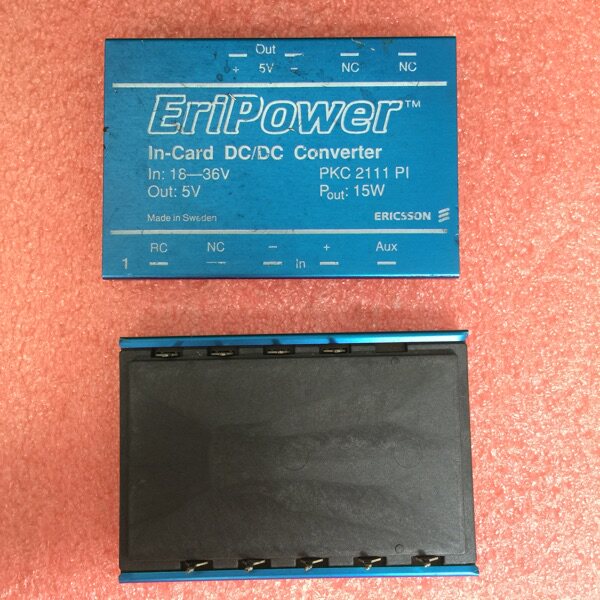 Out
+ 5V – NC NC
EriPower™
In-Card DC/DC Converter
In: 18—36V PKC 2111 PI
Out: 5V Pout: 15W
Made in Sweden ERICSSON
RC NC – + Aux
1 In